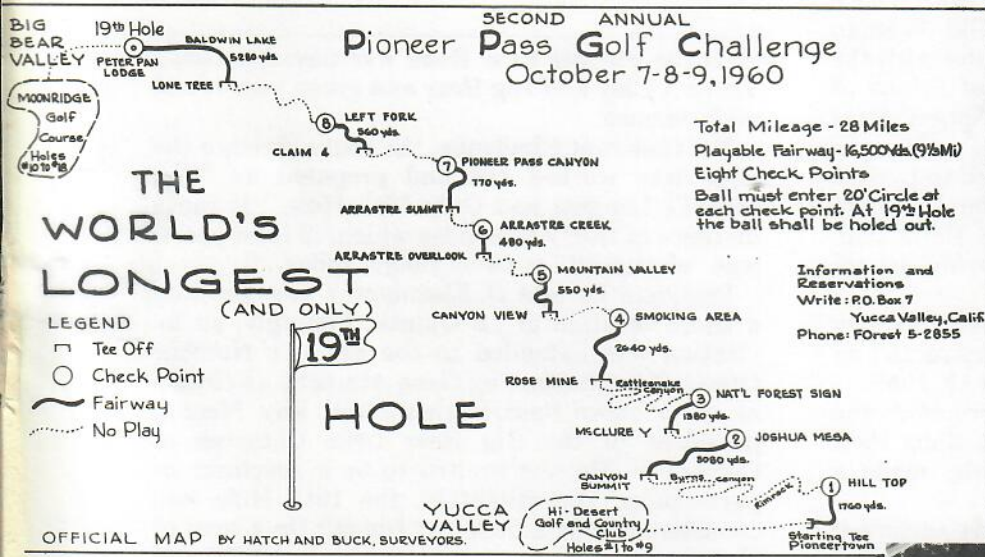 SECOND ANNUAL
Pioneer Pass Golf Challenge
October 7-8-9, 1960
BIG
BEAR
VALLEY
19th Hole
PETER PAN
LODGE
BALDWIN LAKE
5280 yds.
LONE TREE
MOONRIDGE
Golf
Course
Holes
#10 to #18
8
LEFT FORK
560 yds.
CLAIM 4
7
PIONEER PASS CANYON
770 yds.
ARRASTRE SUMMIT
6
ARRASTRE CREEK
480 yds.
ARRASTRE OVERLOOK
5
MOUNTAIN VALLEY
550 yds.
CANYON VIEW
4
SMOKING AREA
2640 yds.
ROSE MINE
Rattlesnake
Canyon
3
NAT'L FOREST SIGN
1380 yds.
McCLURE Y
2
JOSHUA MESA
3080 yds.
CANYON
SUMMIT
Burns Canyon
Rimrock
1
HILL TOP
1760 yds.
Starting Tee
Pioneertown
Total Mileage - 28 Miles
Playable Fairway - 16,500 Yds. (9⅓ Mi)
Eight Check Points
Ball must enter 20' Circle at
each check point. At 19th Hole
the ball shall be holed out.
Information and
Reservations
Write: P.O. Box 7
Yucca Valley, Calif.
Phone: FOrest 5-2855
THE
WORLD'S
LONGEST
(AND ONLY)
19TH
HOLE
LEGEND
Tee Off
Check Point
Fairway
No Play
YUCCA
VALLEY
Hi-Desert
Golf and Country
Club
Holes #1 to #9
OFFICIAL MAP BY HATCH AND BUCK, SURVEYORS.